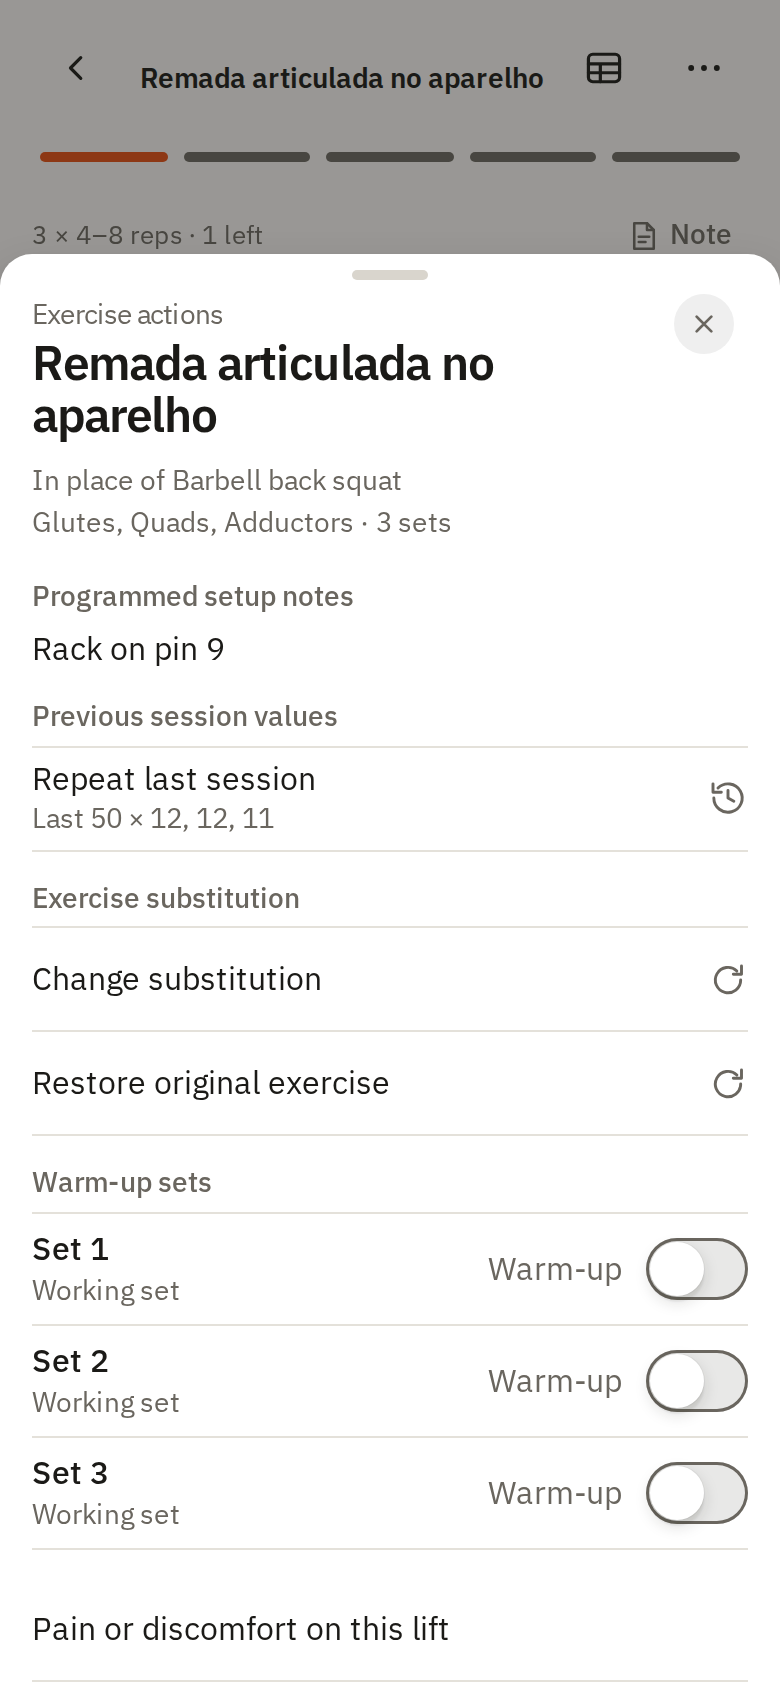 Remada articulada no aparelho
3 × 4–8 reps · 1 left
Note
Exercise actions
Remada articulada no
aparelho
In place of Barbell back squat
Glutes, Quads, Adductors · 3 sets
Programmed setup notes
Rack on pin 9
Previous session values
Repeat last session
Last 50 × 12, 12, 11
Exercise substitution
Change substitution
Restore original exercise
Warm-up sets
Set 1
Working set
Warm-up
Set 2
Working set
Warm-up
Set 3
Working set
Warm-up
Pain or discomfort on this lift